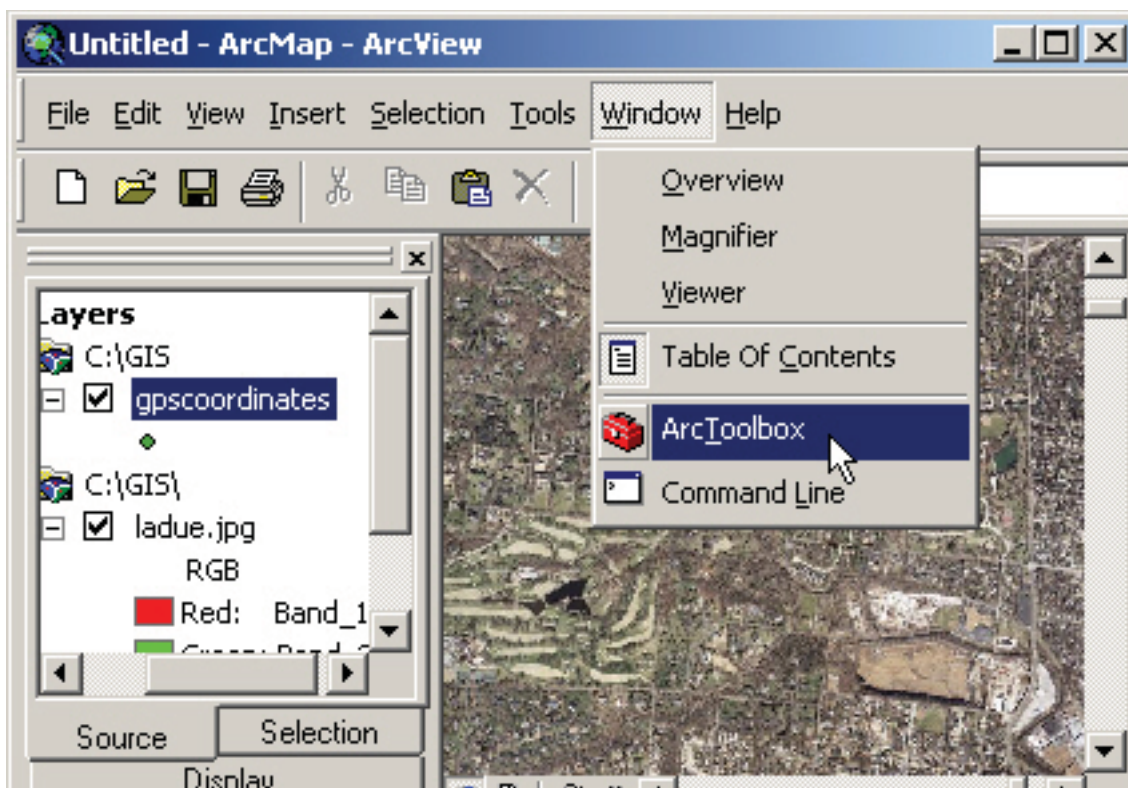 Untitled - ArcMap - ArcView
File Edit View Insert Selection Tools Window Help
Overview
Magnifier
Viewer
Table Of Contents
ArcToolbox
Command Line
Layers
C:\GIS
gpscoordinates
C:\GIS\
ladue.jpg
RGB
Red: Band_1
Source
Selection
Display